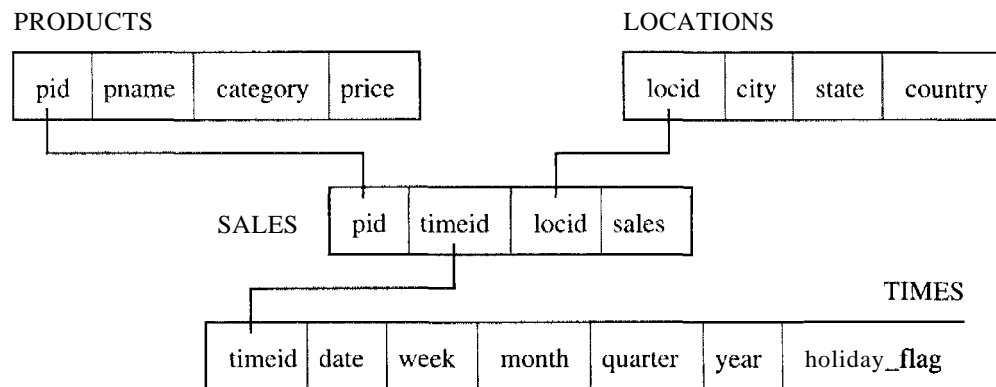 PRODUCTS
LOCATIONS
pid pname category price
locid city state country
SALES
pid timeid locid sales
TIMES
timeid date week month quarter year holiday_flag